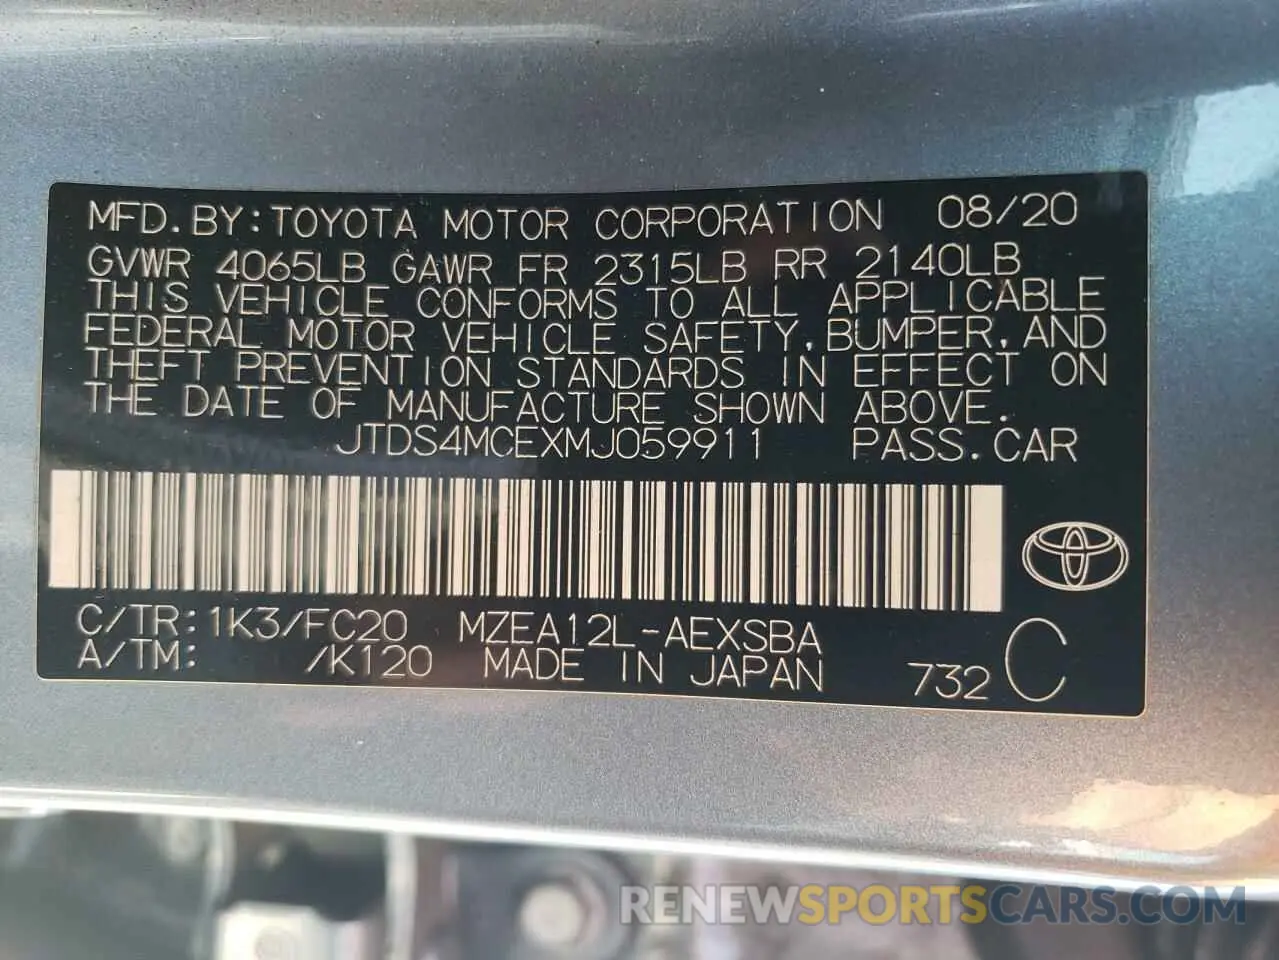 MFD.BY:TOYOTA MOTOR CORPORATION 08/20
GVWR 4065LB GAWR FR 2315LB RR 2140LB
THIS VEHICLE CONFORMS TO ALL APPLICABLE
FEDERAL MOTOR VEHICLE SAFETY,BUMPER,AND
THEFT PREVENTION STANDARDS IN EFFECT ON
THE DATE OF MANUFACTURE SHOWN ABOVE.
JTDS4MCEXMJ059911 PASS.CAR
C/TR:1K3/FC20 MZEA12L-AEXSBA
A/TM: /K120 MADE IN JAPAN 732 C
RENEWSPORTSCARS.COM